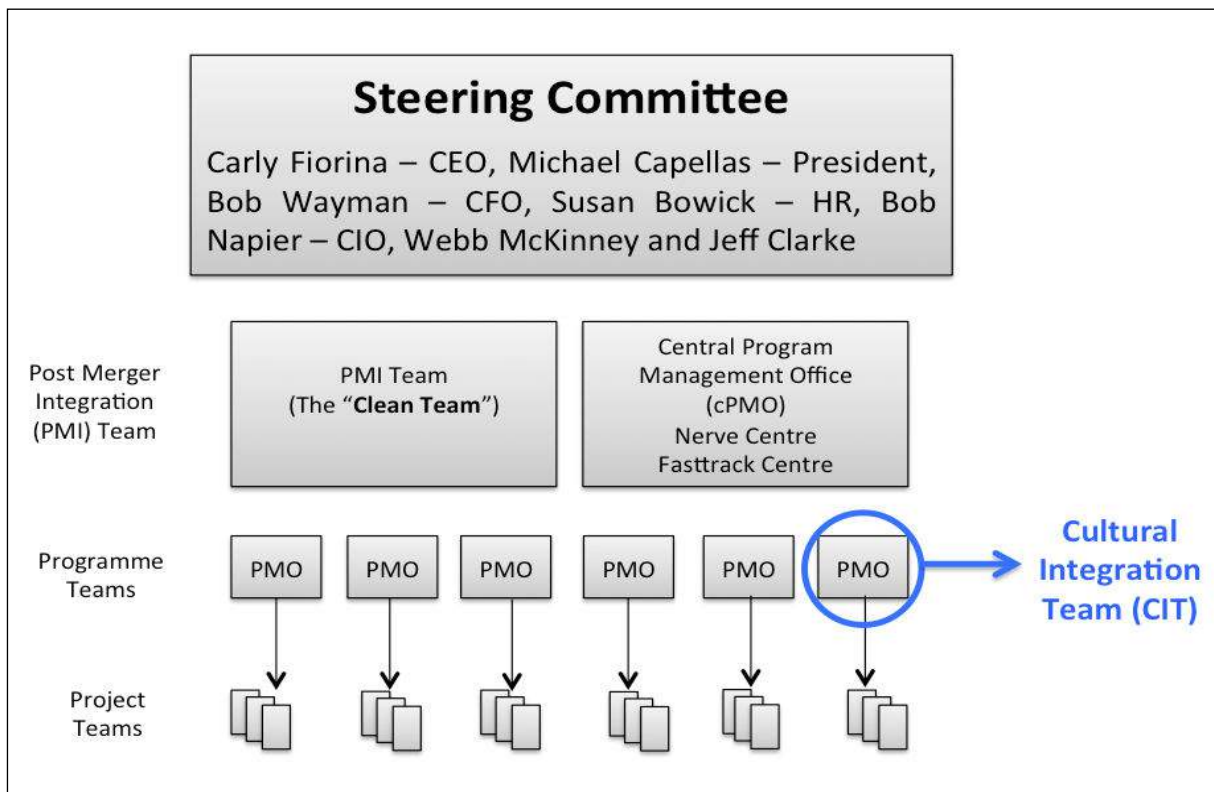 Steering Committee
Carly Fiorina – CEO, Michael Capellas – President,
Bob Wayman – CFO, Susan Bowick – HR, Bob
Napier – CIO, Webb McKinney and Jeff Clarke
Post Merger
Integration
(PMI) Team
PMI Team
(The “Clean Team”)
Central Program
Management Office
(cPMO)
Nerve Centre
Fasttrack Centre
Programme
Teams
PMO
PMO
PMO
PMO
PMO
PMO
Cultural
Integration
Team (CIT)
Project
Teams